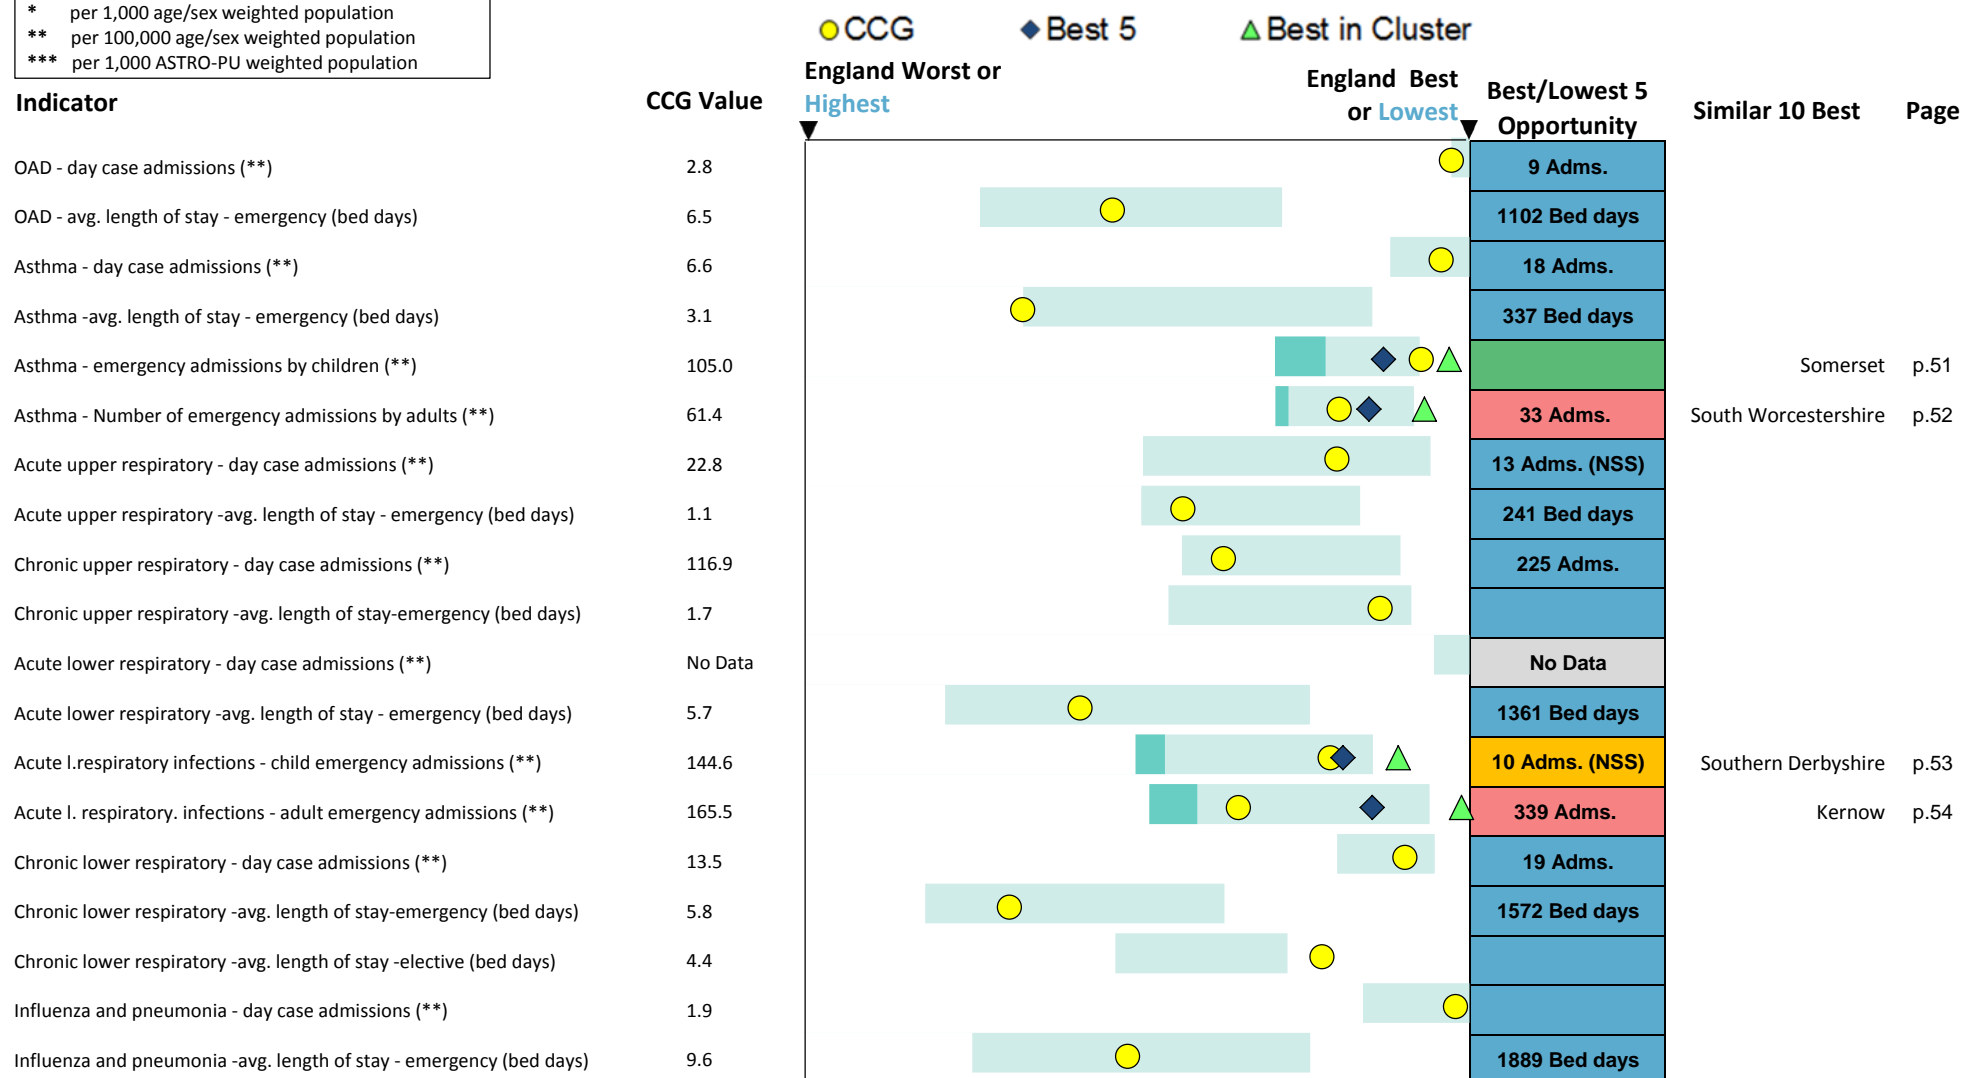 * per 1,000 age/sex weighted population
** per 100,000 age/sex weighted population
*** per 1,000 ASTRO-PU weighted population
CCG Best 5 Best in Cluster
Indicator CCG Value England Worst or Highest England Best or Lowest Best/Lowest 5 Opportunity Similar 10 Best Page
OAD - day case admissions (**) 2.8 9 Adms.
OAD - avg. length of stay - emergency (bed days) 6.5 1102 Bed days
Asthma - day case admissions (**) 6.6 18 Adms.
Asthma -avg. length of stay - emergency (bed days) 3.1 337 Bed days
Asthma - emergency admissions by children (**) 105.0 Somerset p.51
Asthma - Number of emergency admissions by adults (**) 61.4 33 Adms. South Worcestershire p.52
Acute upper respiratory - day case admissions (**) 22.8 13 Adms. (NSS)
Acute upper respiratory -avg. length of stay - emergency (bed days) 1.1 241 Bed days
Chronic upper respiratory - day case admissions (**) 116.9 225 Adms.
Chronic upper respiratory -avg. length of stay-emergency (bed days) 1.7
Acute lower respiratory - day case admissions (**) No Data No Data
Acute lower respiratory -avg. length of stay - emergency (bed days) 5.7 1361 Bed days
Acute l.respiratory infections - child emergency admissions (**) 144.6 10 Adms. (NSS) Southern Derbyshire p.53
Acute l. respiratory. infections - adult emergency admissions (**) 165.5 339 Adms. Kernow p.54
Chronic lower respiratory - day case admissions (**) 13.5 19 Adms.
Chronic lower respiratory -avg. length of stay-emergency (bed days) 5.8 1572 Bed days
Chronic lower respiratory -avg. length of stay -elective (bed days) 4.4
Influenza and pneumonia - day case admissions (**) 1.9
Influenza and pneumonia -avg. length of stay - emergency (bed days) 9.6 1889 Bed days